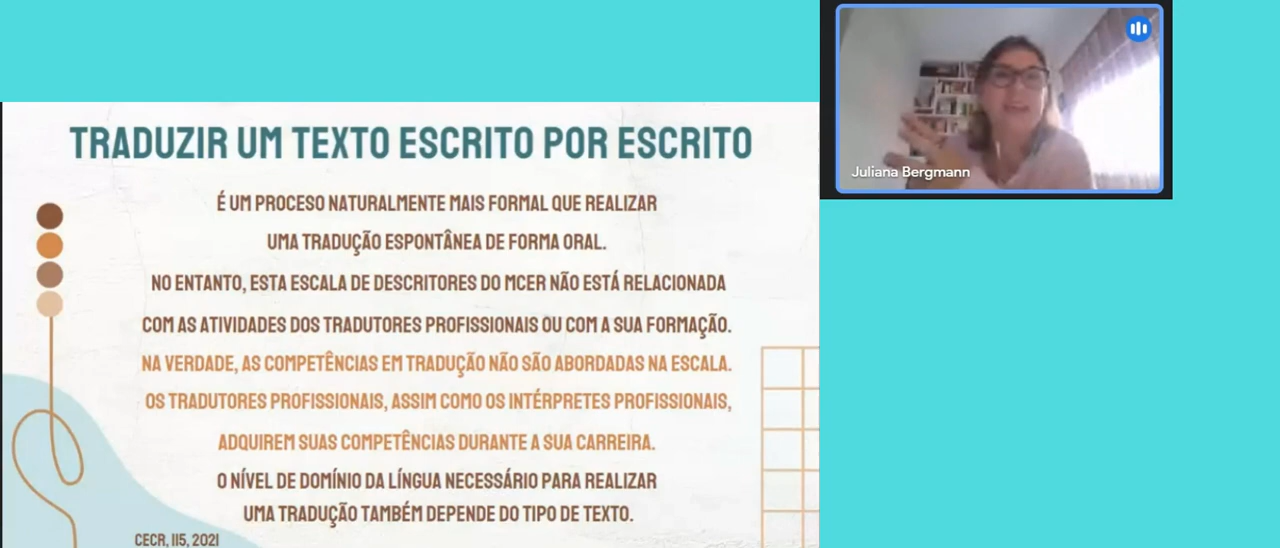 TRADUZIR UM TEXTO ESCRITO POR ESCRITO
É UM PROCESO NATURALMENTE MAIS FORMAL QUE REALIZAR
UMA TRADUÇÃO ESPONTÂNEA DE FORMA ORAL.
NO ENTANTO, ESTA ESCALA DE DESCRITORES DO MCER NÃO ESTÁ RELACIONADA
COM AS ATIVIDADES DOS TRADUTORES PROFISSIONAIS OU COM A SUA FORMAÇÃO.
NA VERDADE, AS COMPETÊNCIAS EM TRADUÇÃO NÃO SÃO ABORDADAS NA ESCALA.
OS TRADUTORES PROFISSIONAIS, ASSIM COMO OS INTÉRPRETES PROFISSIONAIS,
ADQUIREM SUAS COMPETÊNCIAS DURANTE A SUA CARREIRA.
O NÍVEL DE DOMÍNIO DA LÍNGUA NECESSÁRIO PARA REALIZAR
UMA TRADUÇÃO TAMBÉM DEPENDE DO TIPO DE TEXTO.
CECR, 115, 2021
Juliana Bergmann